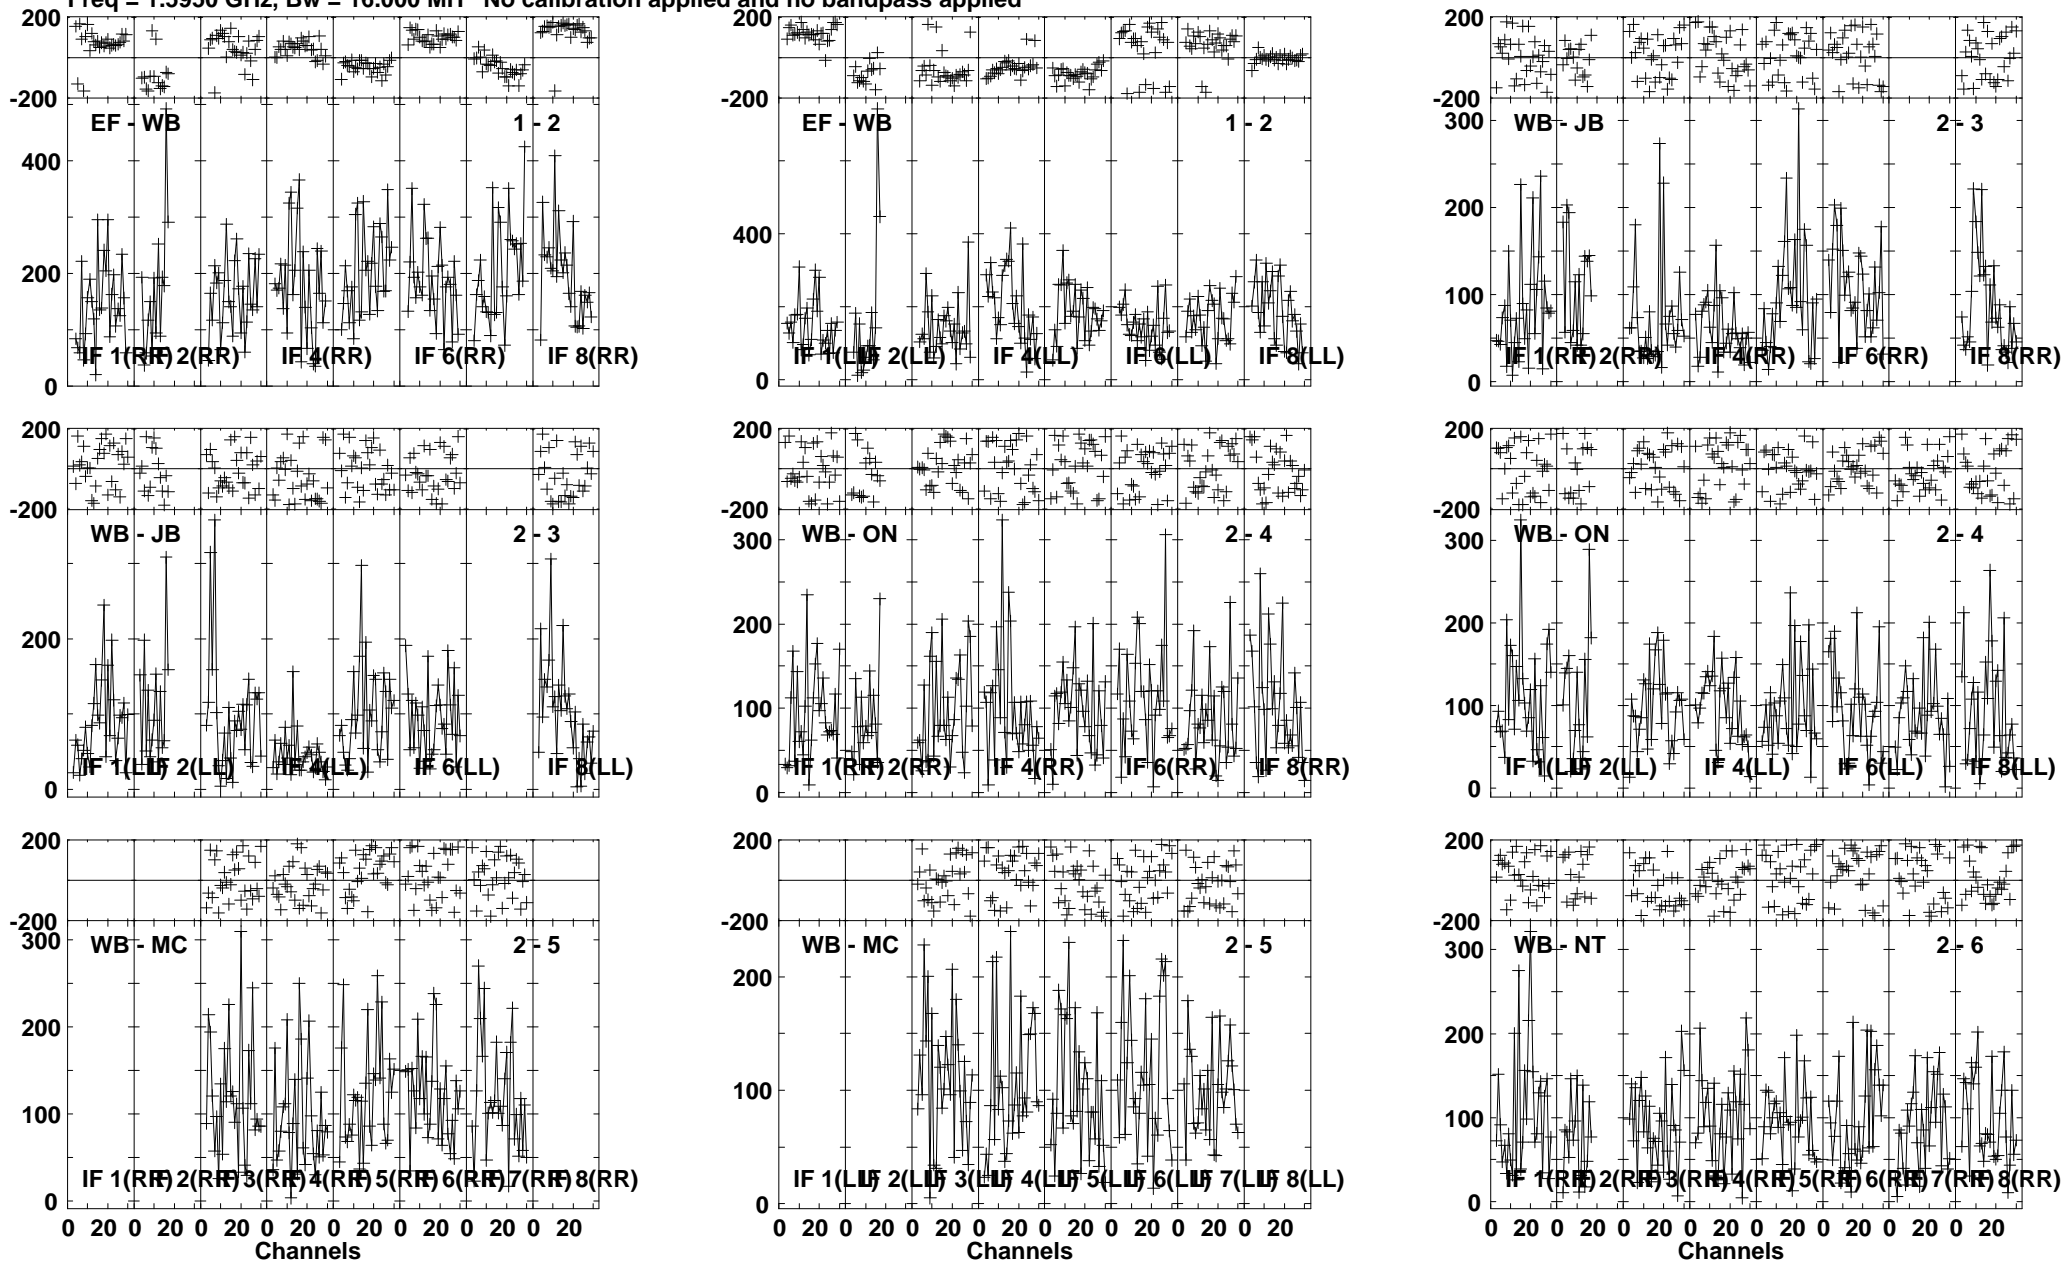 Freq = 1.5950 GHz, Bw = 16.000 MH No calibration applied and no bandpass applied
200
-200
EF - WB 1 - 2
400
200
0
IF 1(RR) IF 2(RR) IF 4(RR) IF 6(RR) IF 8(RR)
200
-200
EF - WB 1 - 2
400
0
IF 1(LL) IF 2(LL) IF 4(LL) IF 6(LL) IF 8(LL)
200
-200
WB - JB 2 - 3
300
200
100
0
IF 1(RR) IF 2(RR) IF 4(RR) IF 6(RR) IF 8(RR)
200
-200
WB - JB 2 - 3
200
0
IF 1(LL) IF 2(LL) IF 4(LL) IF 6(LL) IF 8(LL)
200
-200
WB - ON 2 - 4
300
200
100
0
IF 1(RR) IF 2(RR) IF 4(RR) IF 6(RR) IF 8(RR)
200
-200
WB - ON 2 - 4
300
200
100
0
IF 1(LL) IF 2(LL) IF 4(LL) IF 6(LL) IF 8(LL)
200
-200
WB - MC 2 - 5
300
200
100
0
IF 1(RR) IF 2(RR) IF 3(RR) IF 4(RR) IF 5(RR) IF 6(RR) IF 7(RR) IF 8(RR)
0 20 0 20 0 20 0 20 0 20 0 20 0 20 0 20
Channels
200
-200
WB - MC 2 - 5
200
100
0
IF 1(LL) IF 2(LL) IF 3(LL) IF 4(LL) IF 5(LL) IF 6(LL) IF 7(LL) IF 8(LL)
0 20 0 20 0 20 0 20 0 20 0 20 0 20 0 20
200
-200
WB - NT 2 - 6
300
200
100
0
IF 1(RR) IF 2(RR) IF 3(RR) IF 4(RR) IF 5(RR) IF 6(RR) IF 7(RR) IF 8(RR)
0 20 0 20 0 20 0 20 0 20 0 20 0 20 0 20
Channels